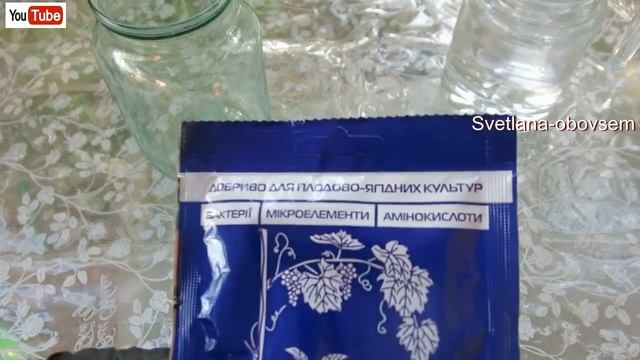 YouTube
Svetlana-obovsem
ДОБРИВО ДЛЯ ПЛОДОВО-ЯГІДНИХ КУЛЬТУР
БАКТЕРІЇ МІКРОЕЛЕМЕНТИ АМІНОКИСЛОТИ